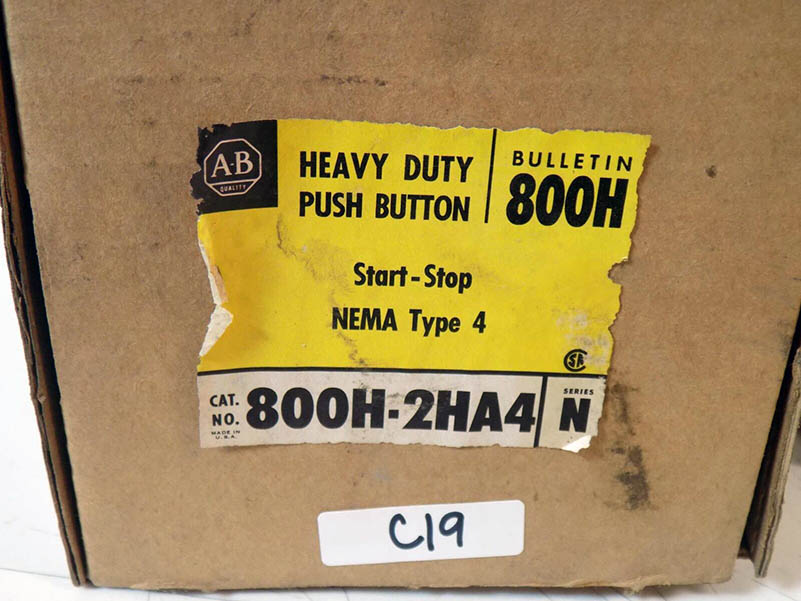 A-B
QUALITY
HEAVY DUTY
PUSH BUTTON
BULLETIN
800H
Start-Stop
NEMA Type 4
SA
CAT.
NO.
MADE IN
U.S.A.
800H-2HA4
SERIES
N
C19